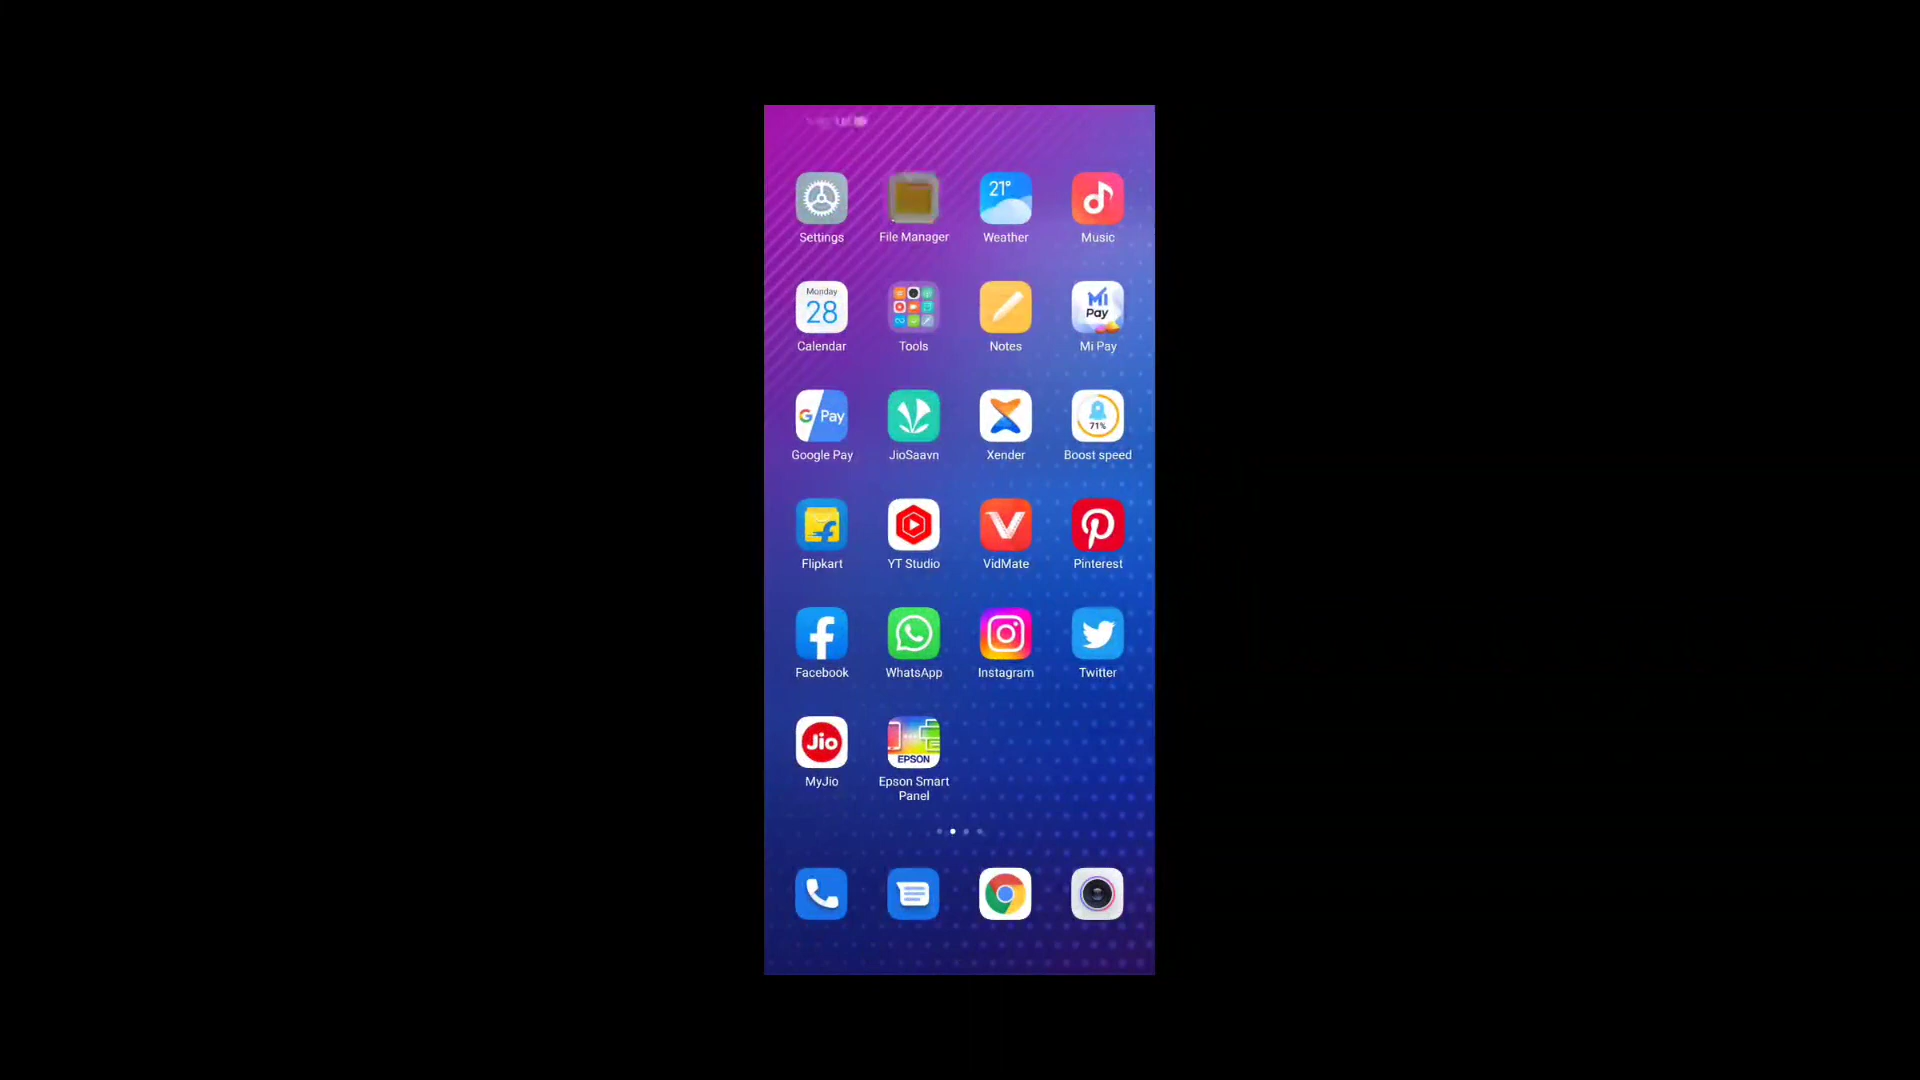 Settings File Manager 21° Weather Music
Monday
28
Calendar Tools Notes Mi Pay
Mi Pay
G Pay
71%
Google Pay JioSaavn Xender Boost speed
Flipkart YT Studio VidMate Pinterest
Facebook WhatsApp Instagram Twitter
Jio
EPSON
MyJio Epson Smart
Panel